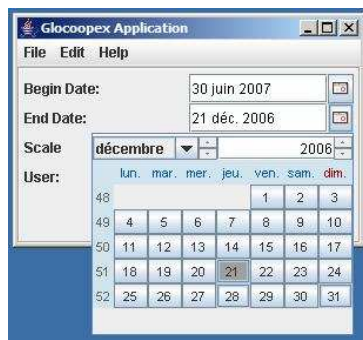 Glocoopex Application
File Edit Help
Begin Date: 30 juin 2007
End Date: 21 déc. 2006
Scale décembre 2006
User: lun. mar. mer. jeu. ven. sam. dim.
48 1 2 3
49 4 5 6 7 8 9 10
50 11 12 13 14 15 16 17
51 18 19 20 21 22 23 24
52 25 26 27 28 29 30 31